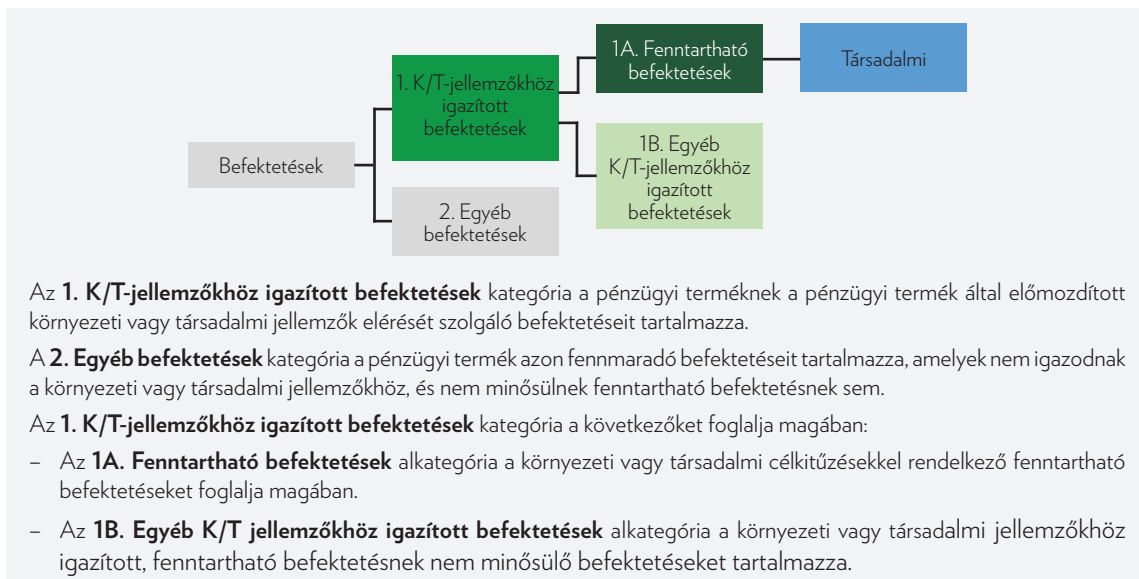 1A. Fenntartható
befektetések
Társadalmi
1. K/T-jellemzőkhöz
igazított
befektetések
1B. Egyéb
K/T-jellemzőkhöz
igazított
befektetések
Befektetések
2. Egyéb
befektetések
Az 1. K/T-jellemzőkhöz igazított befektetések kategória a pénzügyi terméknek a pénzügyi termék által előmozdított
környezeti vagy társadalmi jellemzők elérését szolgáló befektetéseit tartalmazza.
A 2. Egyéb befektetések kategória a pénzügyi termék azon fennmaradó befektetéseit tartalmazza, amelyek nem igazodnak
a környezeti vagy társadalmi jellemzőkhöz, és nem minősülnek fenntartható befektetésnek sem.
Az 1. K/T-jellemzőkhöz igazított befektetések kategória a következőket foglalja magában:
– Az 1A. Fenntartható befektetések alkategória a környezeti vagy társadalmi célkitűzésekkel rendelkező fenntartható
befektetéseket foglalja magában.
– Az 1B. Egyéb K/T jellemzőkhöz igazított befektetések alkategória a környezeti vagy társadalmi jellemzőkhöz
igazított, fenntartható befektetésnek nem minősülő befektetéseket tartalmazza.